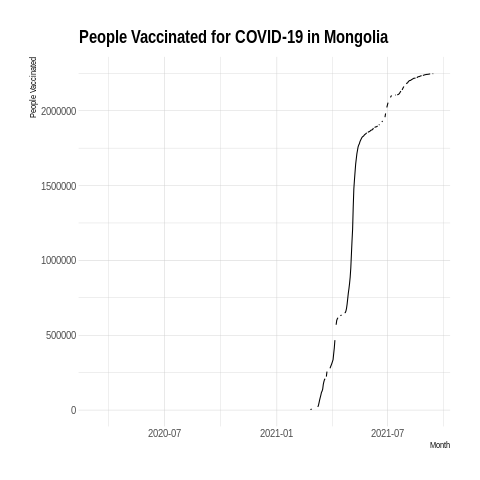 People Vaccinated for COVID-19 in Mongolia
People Vaccinated
2000000
1500000
1000000
500000
0
2020-07
2021-01
2021-07
Month